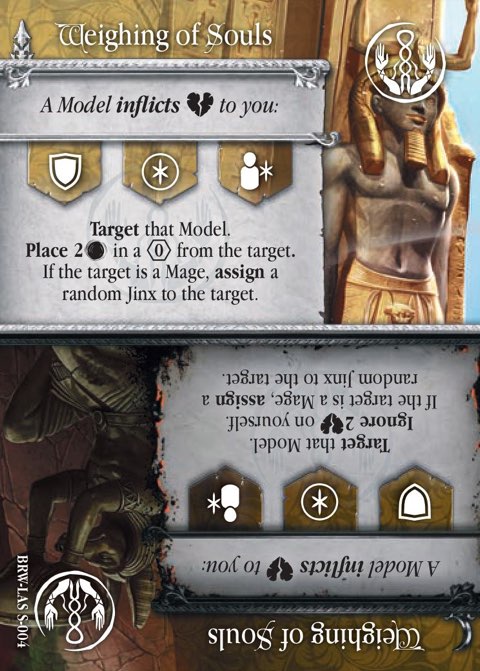 Weighing of Souls
A Model inflicts to you:
Target that Model.
Place 2 in a 0 from the target.
If the target is a Mage, assign a
random Jinx to the target.
Weighing of Souls
A Model inflicts to you:
Target that Model.
Ignore 2 on yourself.
If the target is a Mage, assign a
random Jinx to the target.
BRW-LAS S-004